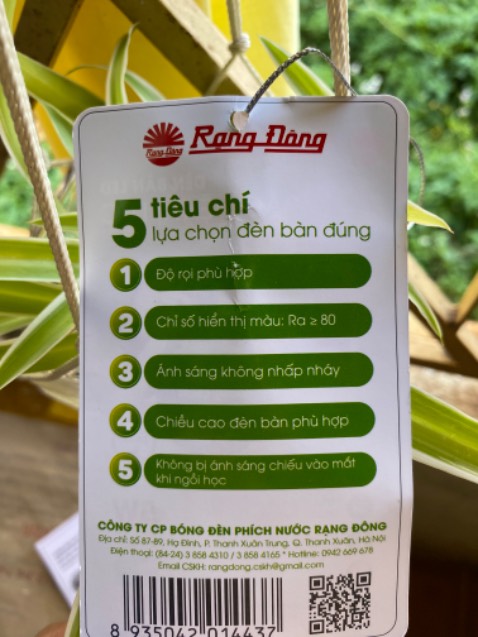 Rạng Đông
Rạng Đông
5 tiêu chí
lựa chọn đèn bàn đúng
1 Độ rọi phù hợp
2 Chỉ số hiển thị màu: Ra ≥ 80
3 Ánh sáng không nhấp nháy
4 Chiều cao đèn bàn phù hợp
5 Không bị ánh sáng chiếu vào mắt
khi ngồi học
CÔNG TY CP BÓNG ĐÈN PHÍCH NƯỚC RẠNG ĐÔNG
Địa chỉ: Số 87-89, Hạ Đình, P. Thanh Xuân Trung, Q. Thanh Xuân, Hà Nội
Điện thoại: (84-24) 3 858 4310 / 3 858 4165 * Hotline: 0942 669 678
Email CSKH: rangdong.cskh@gmail.com
8 935042 014437